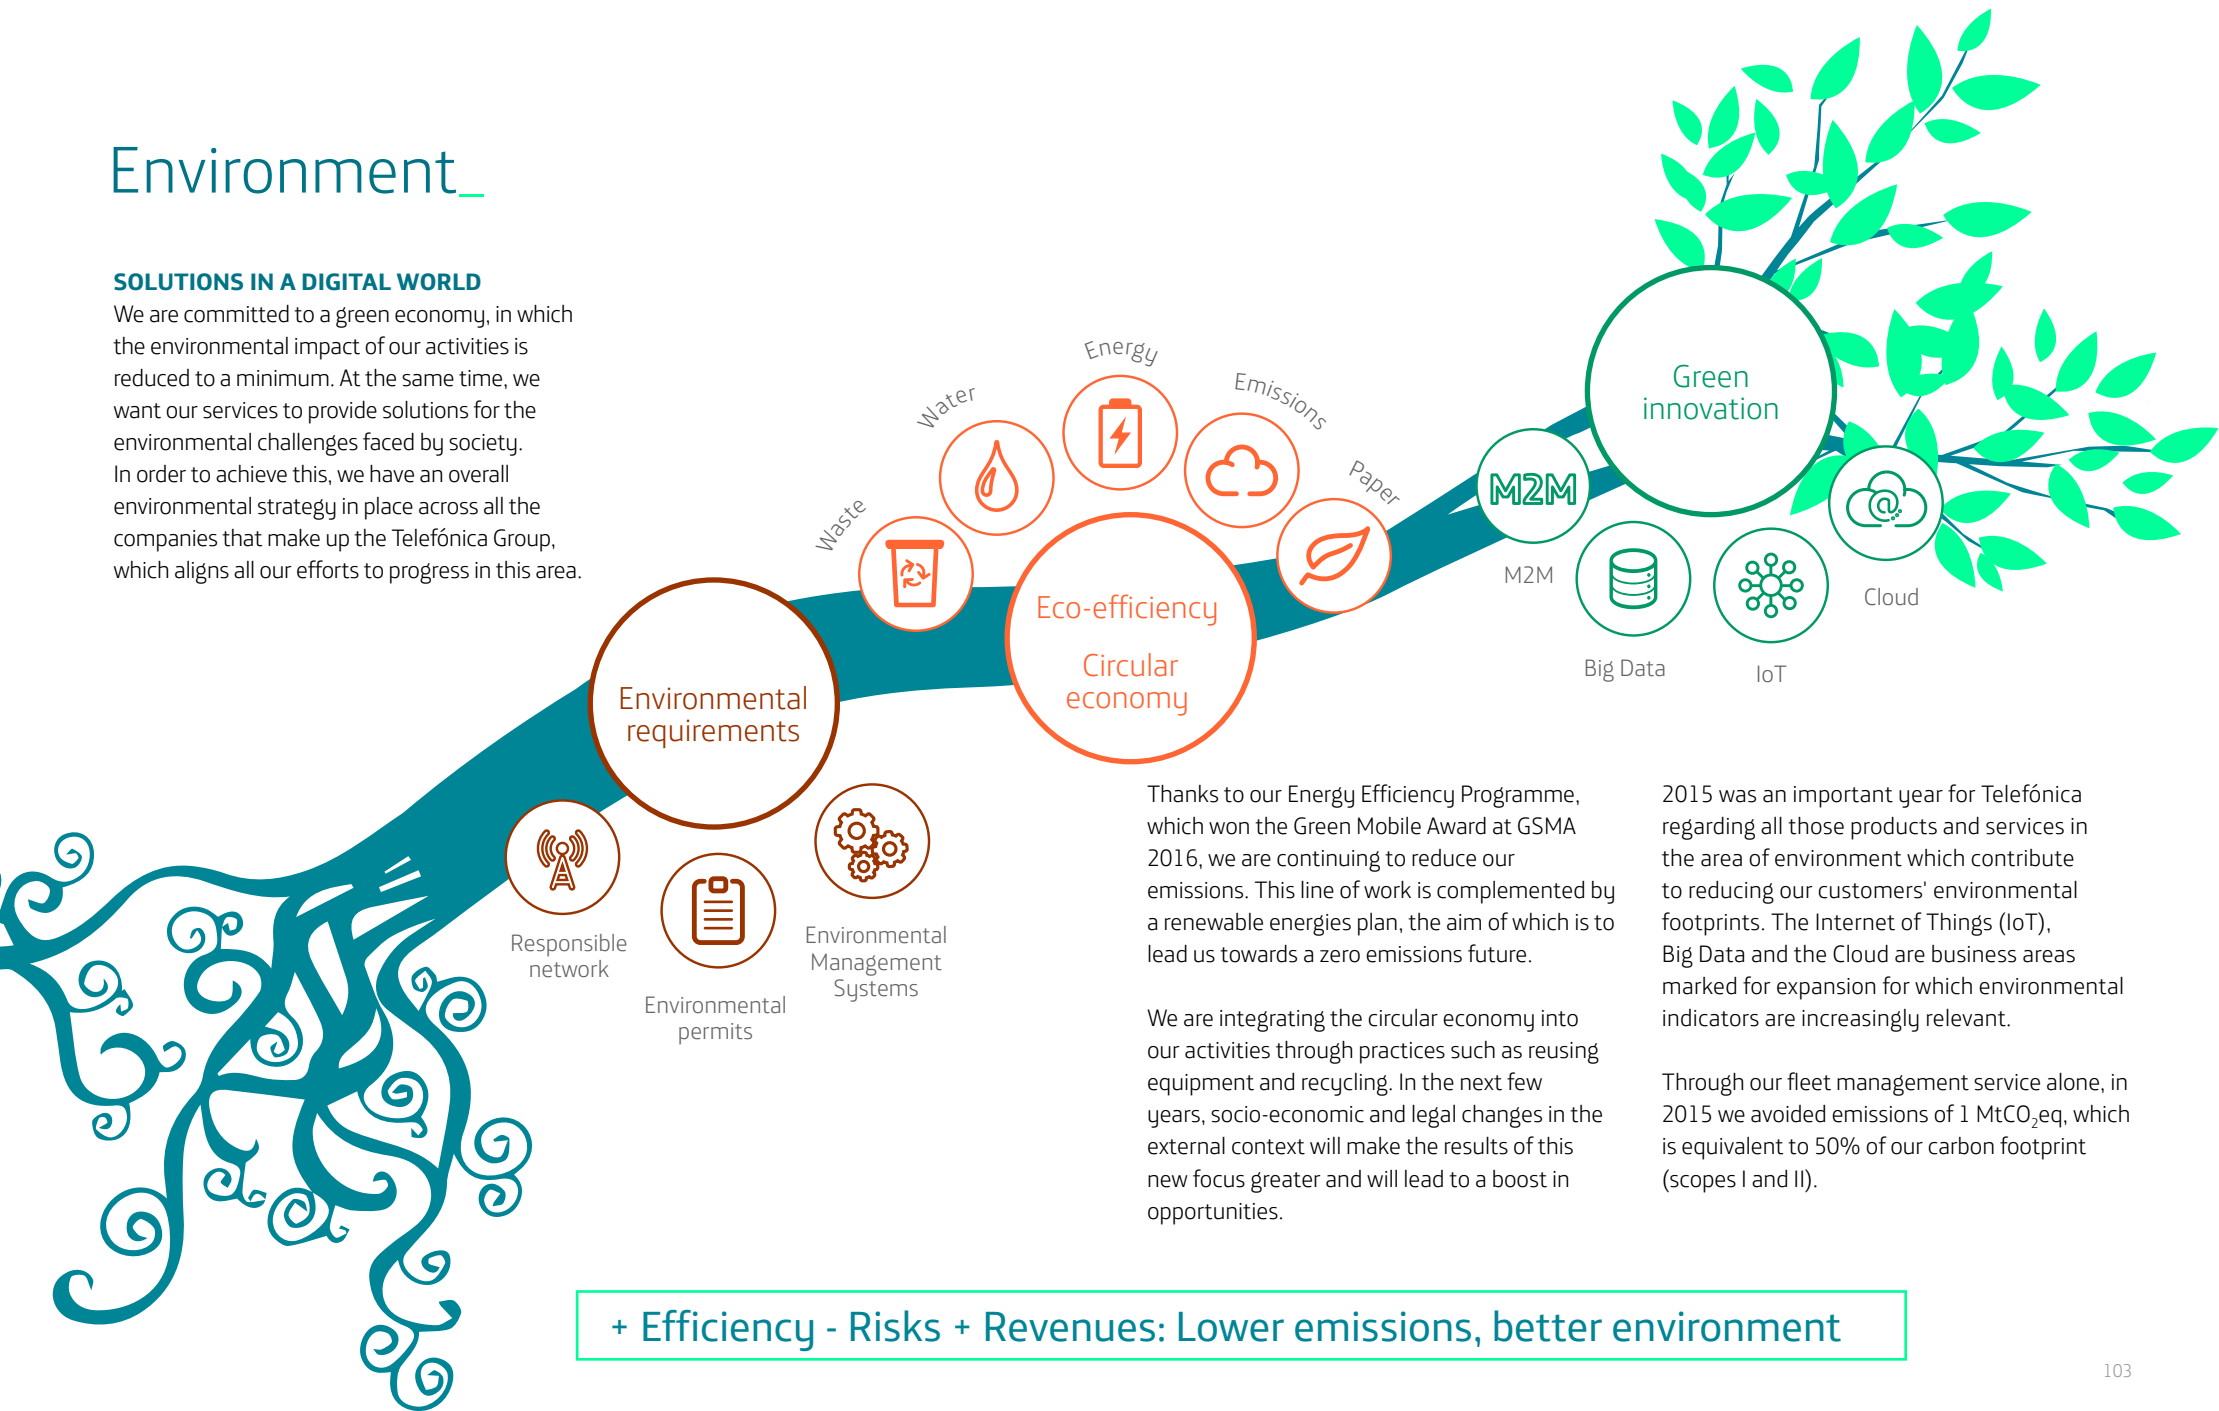 Environment_
SOLUTIONS IN A DIGITAL WORLD
We are committed to a green economy, in which
the environmental impact of our activities is
reduced to a minimum. At the same time, we
want our services to provide solutions for the
environmental challenges faced by society.
In order to achieve this, we have an overall
environmental strategy in place across all the
companies that make up the Telefónica Group,
which aligns all our efforts to progress in this area.
Environmental
requirements
Responsible
network
Environmental
permits
Environmental
Management
Systems
Waste
Water
Energy
Emissions
Paper
Eco-efficiency
Circular
economy
Green
innovation
M2M
M2M
Big Data
IoT
Cloud
Thanks to our Energy Efficiency Programme,
which won the Green Mobile Award at GSMA
2016, we are continuing to reduce our
emissions. This line of work is complemented by
a renewable energies plan, the aim of which is to
lead us towards a zero emissions future.
We are integrating the circular economy into
our activities through practices such as reusing
equipment and recycling. In the next few
years, socio-economic and legal changes in the
external context will make the results of this
new focus greater and will lead to a boost in
opportunities.
2015 was an important year for Telefónica
regarding all those products and services in
the area of environment which contribute
to reducing our customers' environmental
footprints. The Internet of Things (IoT),
Big Data and the Cloud are business areas
marked for expansion for which environmental
indicators are increasingly relevant.
Through our fleet management service alone, in
2015 we avoided emissions of 1 MtCO₂eq, which
is equivalent to 50% of our carbon footprint
(scopes I and II).
+ Efficiency - Risks + Revenues: Lower emissions, better environment
103